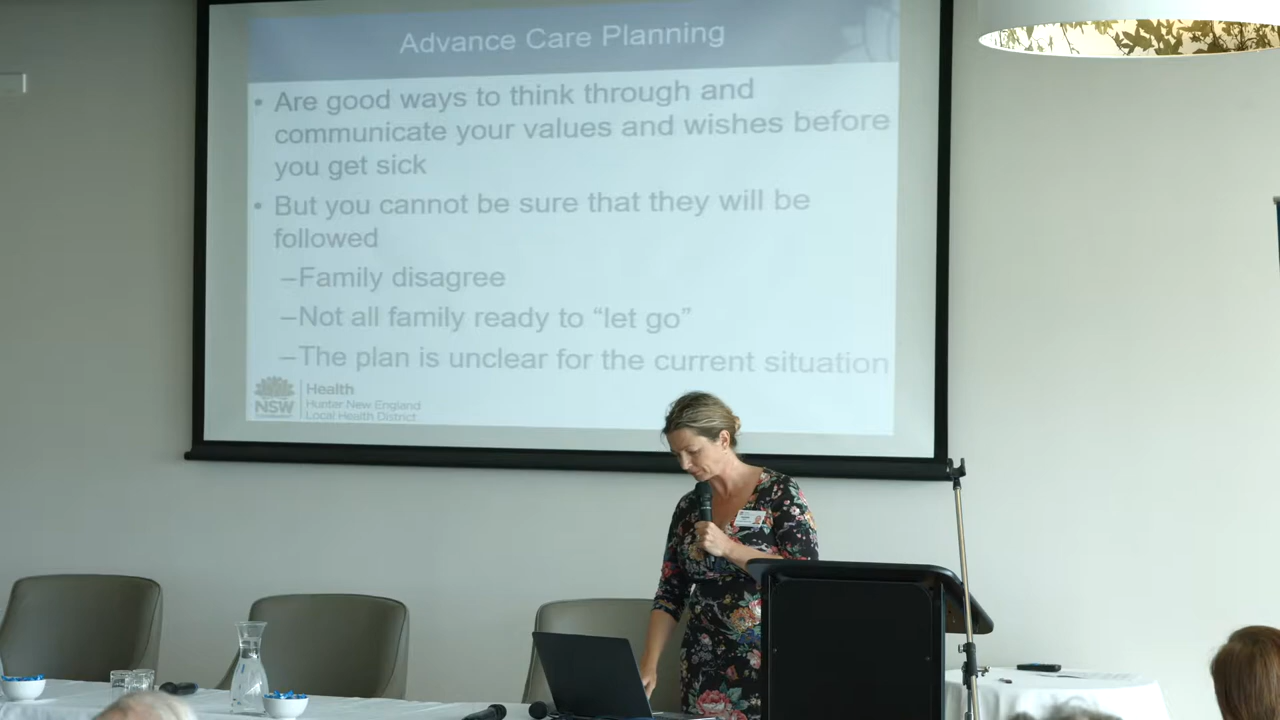 Advance Care Planning
• Are good ways to think through and
communicate your values and wishes before
you get sick
• But you cannot be sure that they will be
followed
–Family disagree
–Not all family ready to “let go”
–The plan is unclear for the current situation
NSW
Health
Hunter New England
Local Health District